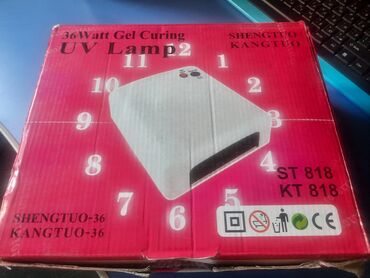 36Watt Gel Curing
UV Lamp
SHENGTUO
KANGTUO
12
11
1
10
2
9
3
8
4
7
6
5
ST 818
KT 818
SHENGTUO-36
KANGTUO-36
CE